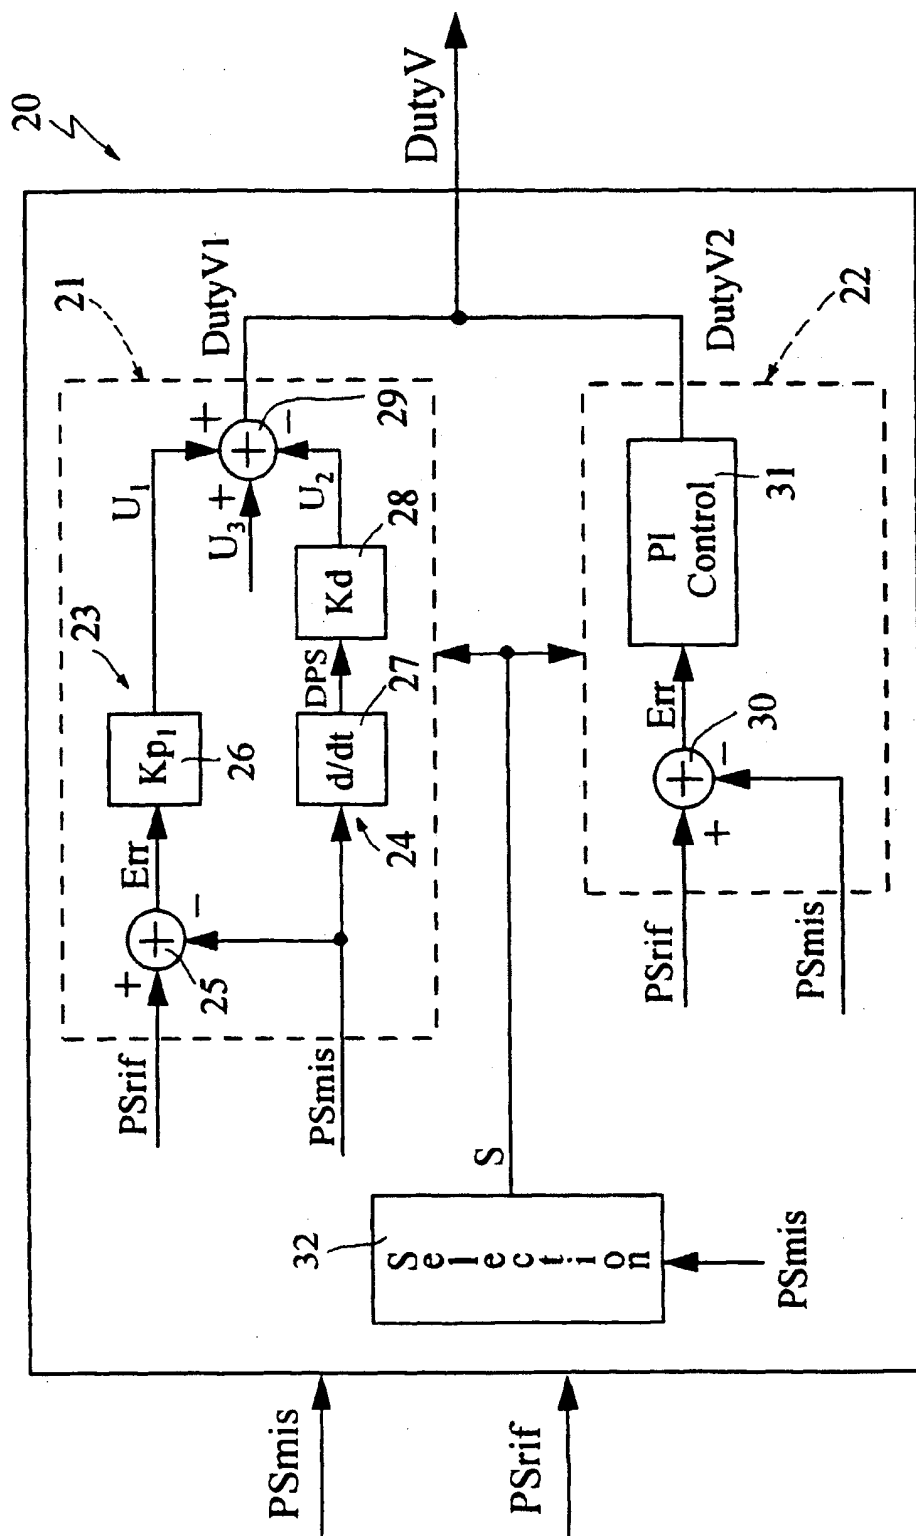 20
DutyV
21
DutyV1
DutyV2
22
23
U1
+
+
29
−
U3
+
U2
28
Kd
DPS
27
d/dt
24
Kp1
26
Err
+
+
−
25
PSrif
PSmis
PI
Control
31
Err
30
+
−
+
PSrif
PSmis
S
32
Selection
PSmis
PSmis
PSrif